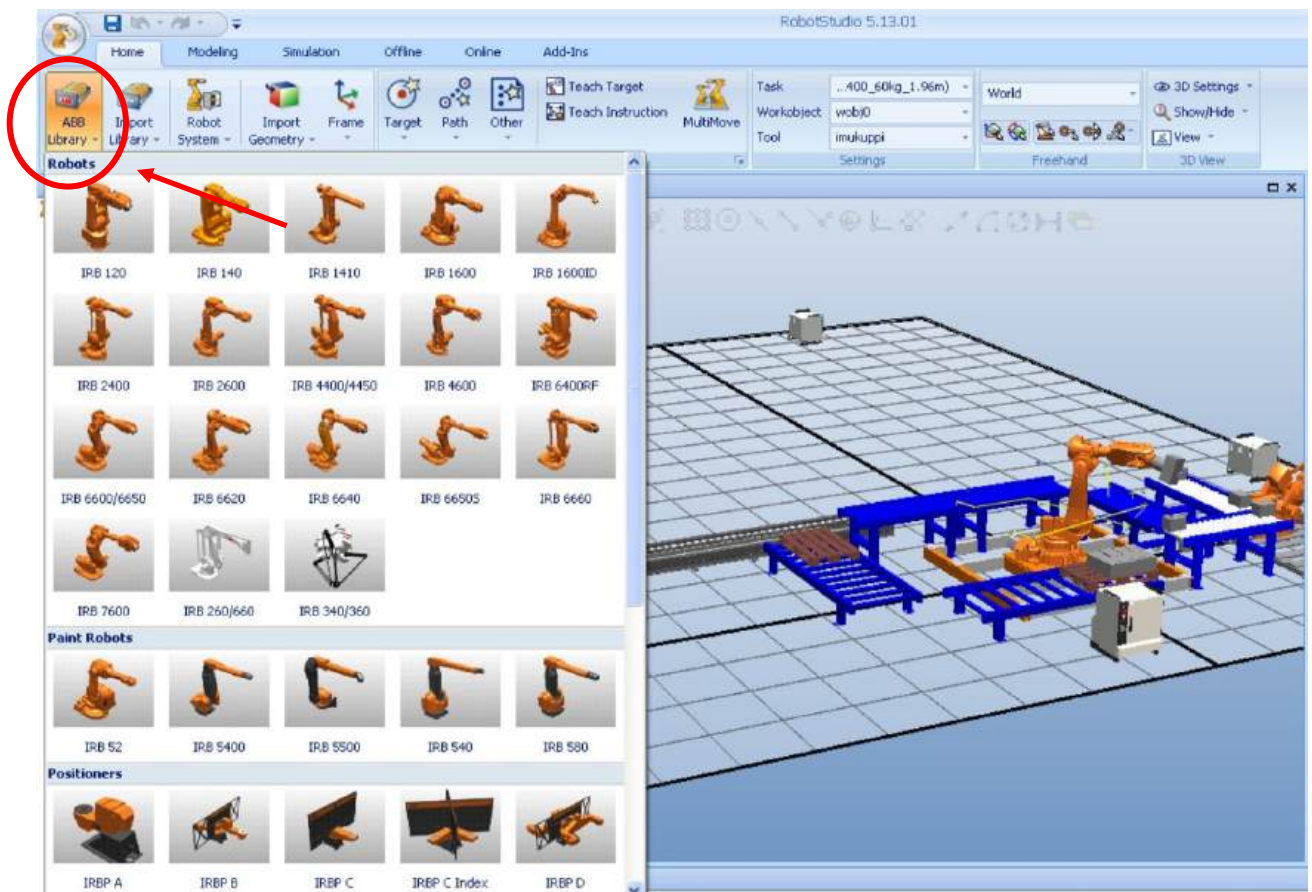 RobotStudio 5.13.01
Home Modeling Simulation Offline Online Add-Ins
ABB Library
Import Library
Robot System
Import Geometry
Frame
Target
Path
Other
Teach Target
Teach Instruction
MultiMove
Task ...400_60kg_1.96m)
Workobject wobj0
Tool imukuppi
Settings
World
Freehand
3D Settings
Show/Hide
View
3D View
Robots
IRB 120 IRB 140 IRB 1410 IRB 1600 IRB 1600ID
IRB 2400 IRB 2600 IRB 4400/4450 IRB 4600 IRB 6400RF
IRB 6600/6650 IRB 6620 IRB 6640 IRB 6650S IRB 6660
IRB 7600 IRB 260/660 IRB 340/360
Paint Robots
IRB 52 IRB 5400 IRB 5500 IRB 540 IRB 580
Positioners
IRBP A IRBP B IRBP C IRBP C Index IRBP D